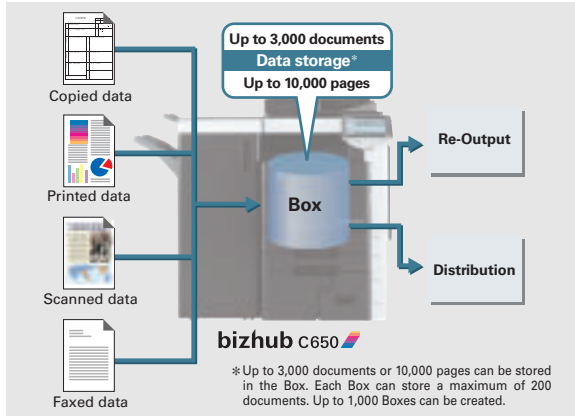 Up to 3,000 documents
Data storage*
Up to 10,000 pages
Copied data
Printed data
Scanned data
Faxed data
Box
Re-Output
Distribution
bizhub C650
*Up to 3,000 documents or 10,000 pages can be stored
in the Box. Each Box can store a maximum of 200
documents. Up to 1,000 Boxes can be created.